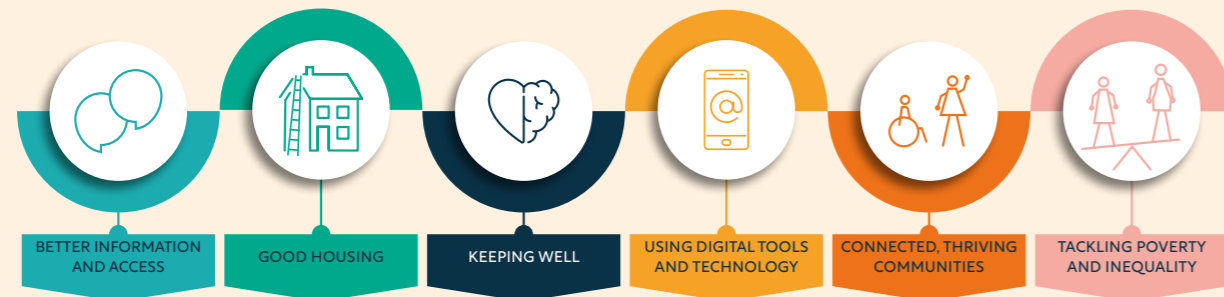 @
BETTER INFORMATION
AND ACCESS
GOOD HOUSING
KEEPING WELL
USING DIGITAL TOOLS
AND TECHNOLOGY
CONNECTED, THRIVING
COMMUNITIES
TACKLING POVERTY
AND INEQUALITY